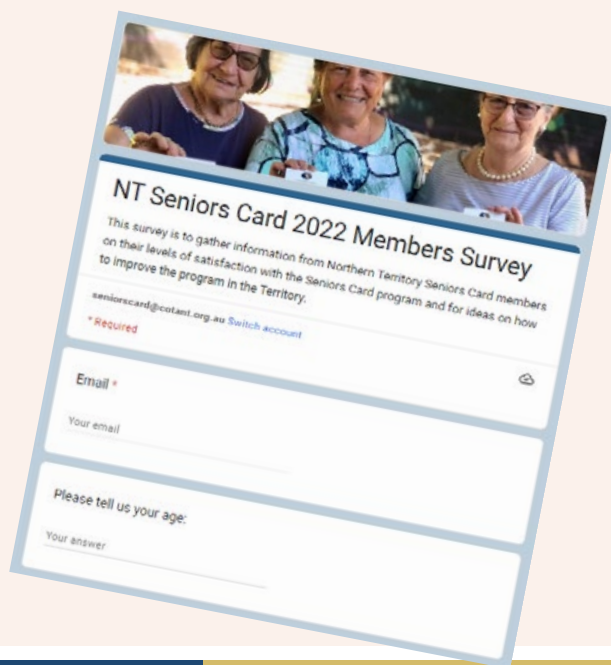 NT Seniors Card 2022 Members Survey
This survey is to gather information from Northern Territory Seniors Card members
on their levels of satisfaction with the Seniors Card program and for ideas on how
to improve the program in the Territory.
seniorscard@cotant.org.au Switch account
* Required
Email *
Your email
Please tell us your age:
Your answer